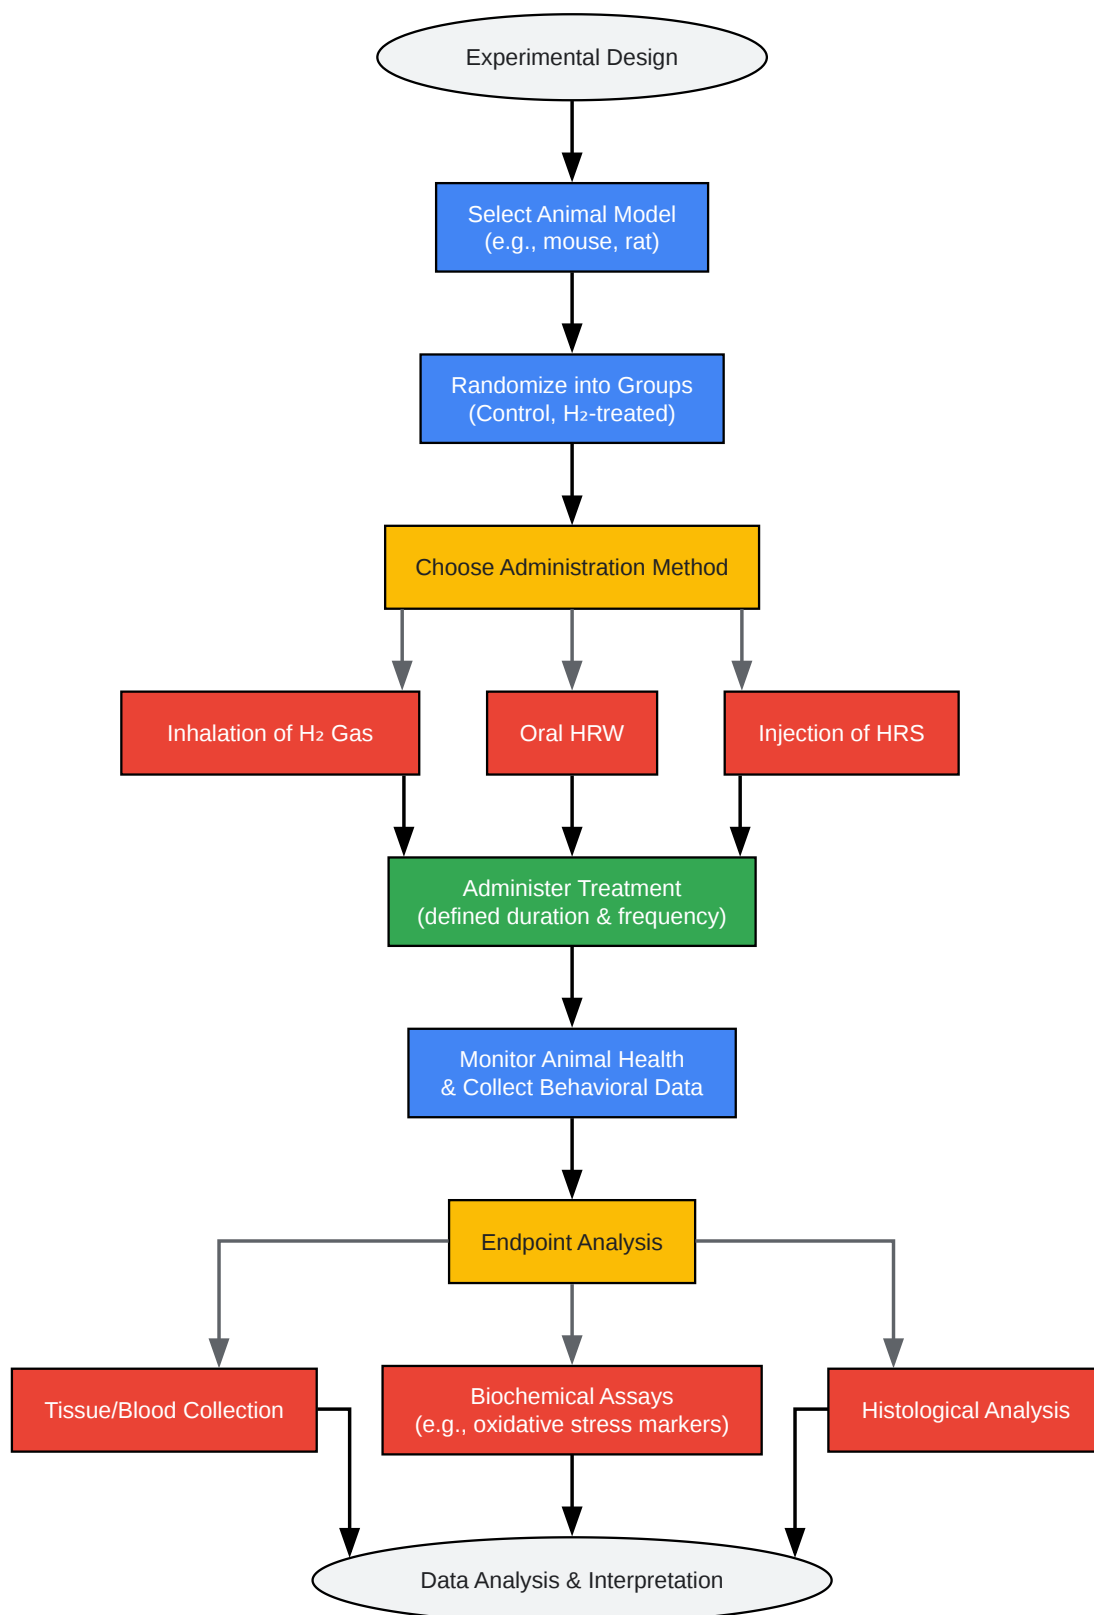 Experimental Design
Select Animal Model
(e.g., mouse, rat)
Randomize into Groups
(Control, H₂-treated)
Choose Administration Method
Inhalation of H₂ Gas
Oral HRW
Injection of HRS
Administer Treatment
(defined duration & frequency)
Monitor Animal Health
& Collect Behavioral Data
Endpoint Analysis
Tissue/Blood Collection
Biochemical Assays
(e.g., oxidative stress markers)
Histological Analysis
Data Analysis & Interpretation